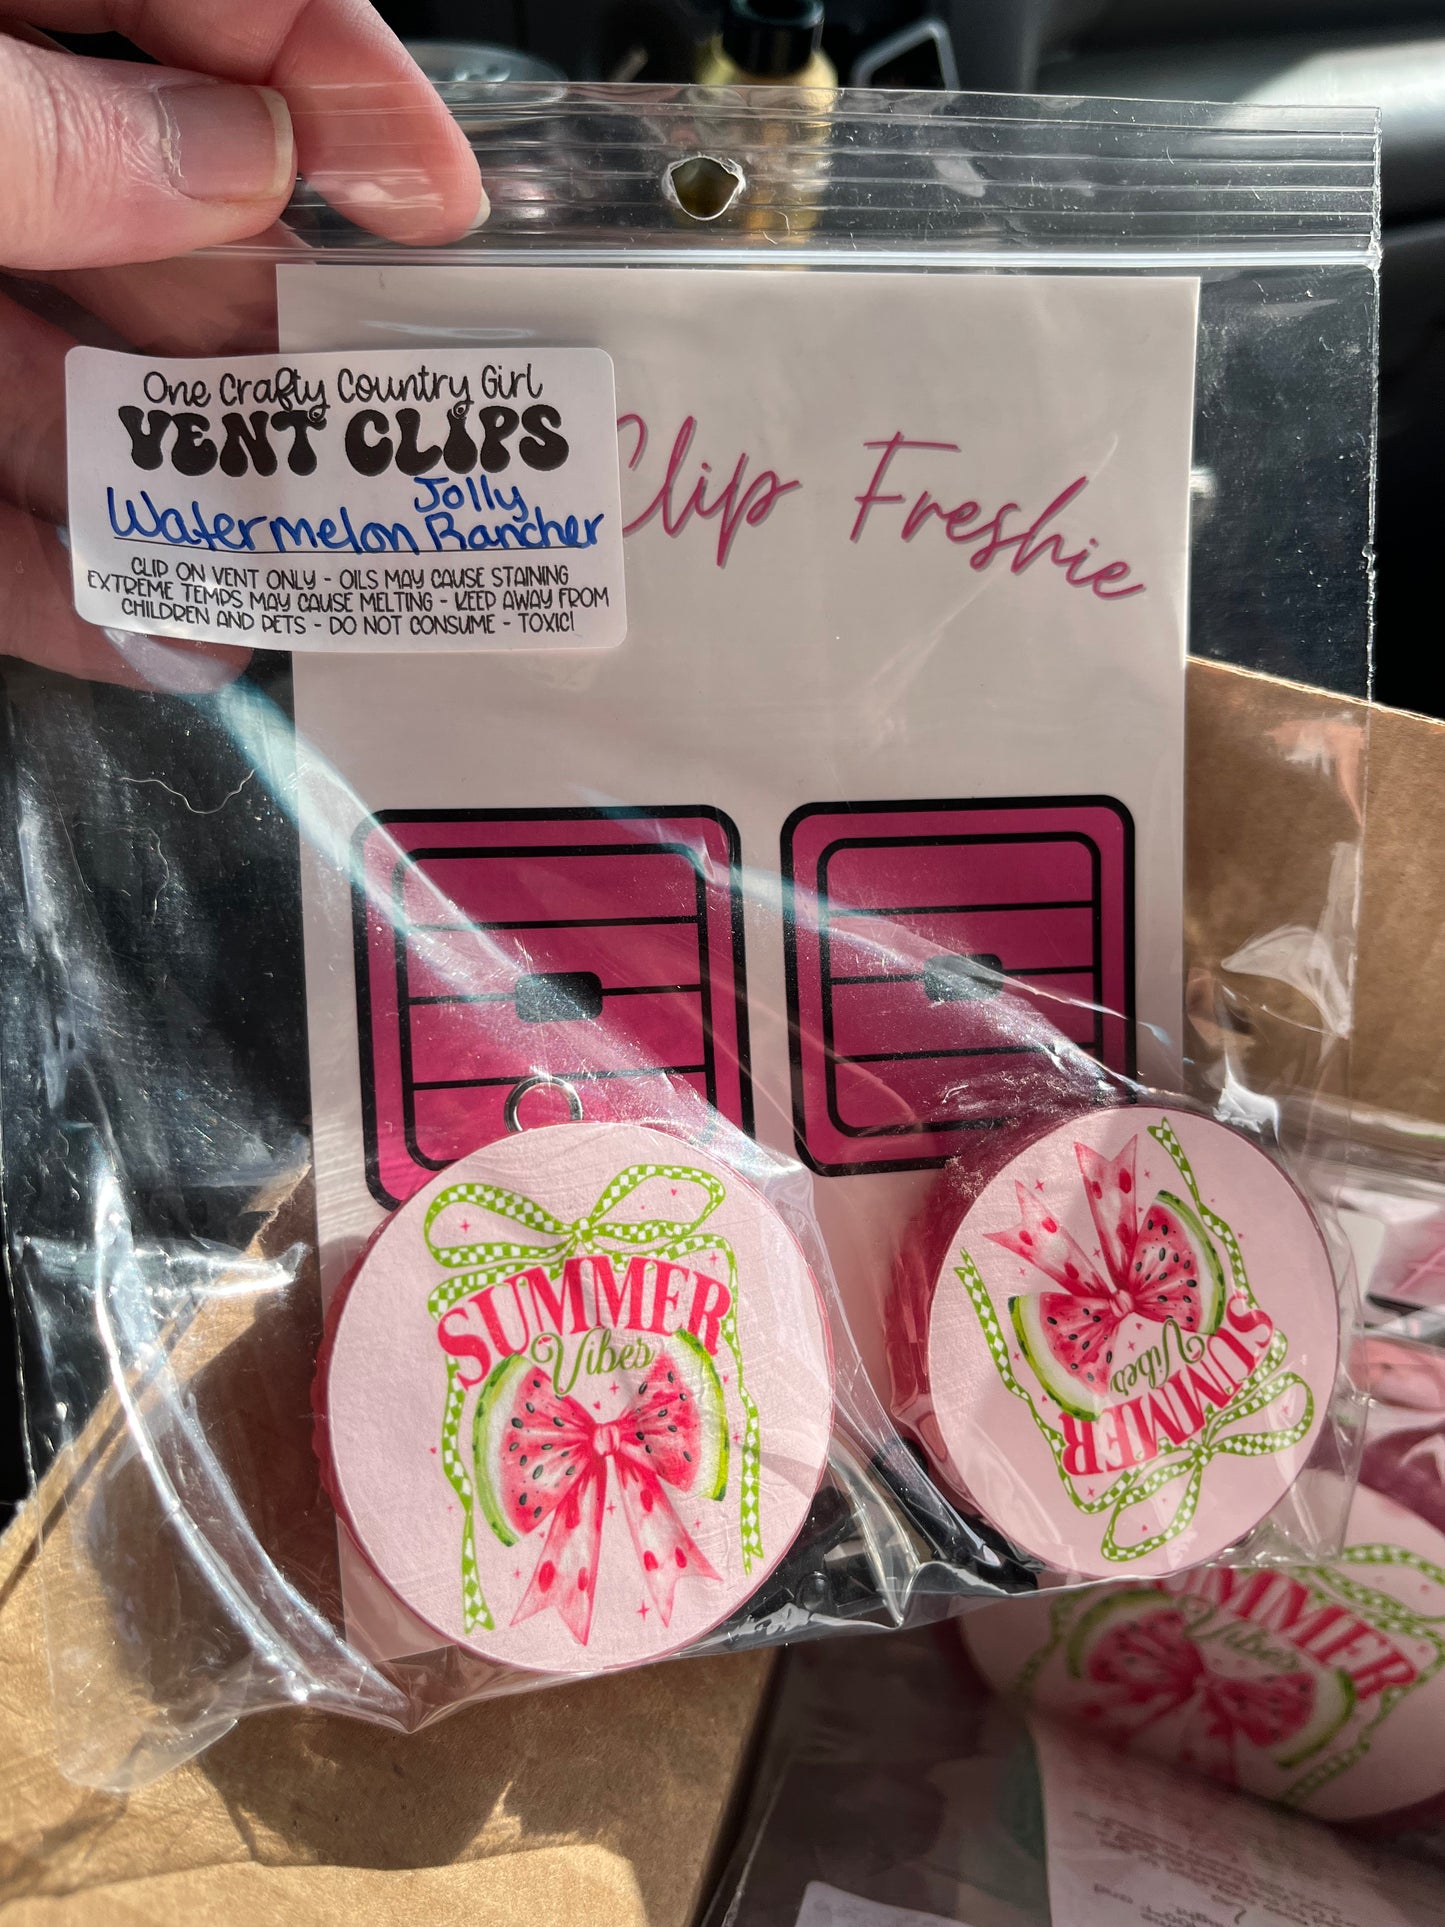 One Crafty Country Girl
VENT CLIPS
Jolly
Watermelon Rancher
CLIP ON VENT ONLY - OILS MAY CAUSE STAINING
EXTREME TEMPS MAY CAUSE MELTING - KEEP AWAY FROM
CHILDREN AND PETS - DO NOT CONSUME - TOXIC!
Clip Freshie
SUMMER
Vibes
SUMMER
Vibes
SUMMER
Vibes